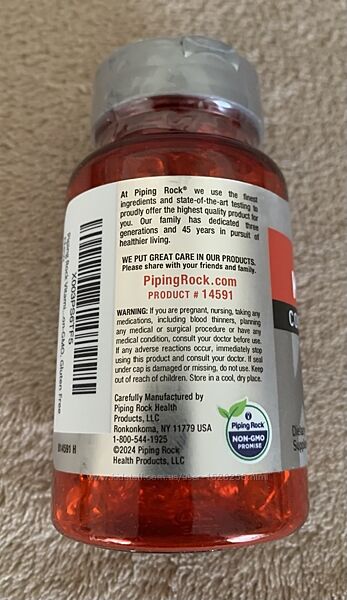 At Piping Rock® we use the finest
ingredients and state-of-the-art testing to
proudly offer the highest quality product for
you. Our family has dedicated three
generations and 45 years in pursuit of
healthier living.
WE PUT GREAT CARE IN OUR PRODUCTS.
Please share with your friends and family.
PipingRock.com
PRODUCT # 14591
WARNING: If you are pregnant, nursing, taking any
medications, including blood thinners, planning
any medical or surgical procedure or have any
medical condition, consult your doctor before use.
If any adverse reactions occur, immediately stop
using this product and consult your doctor. If seal
under cap is damaged or missing, do not use. Keep
out of reach of children. Store in a cool, dry place.
Carefully Manufactured by
Piping Rock Health
Products, LLC
Ronkonkoma, NY 11779 USA
1-800-544-1925
©2024 Piping Rock
Health Products, LLC
Piping Rock®
NON-GMO
PROMISE
Gluten Free